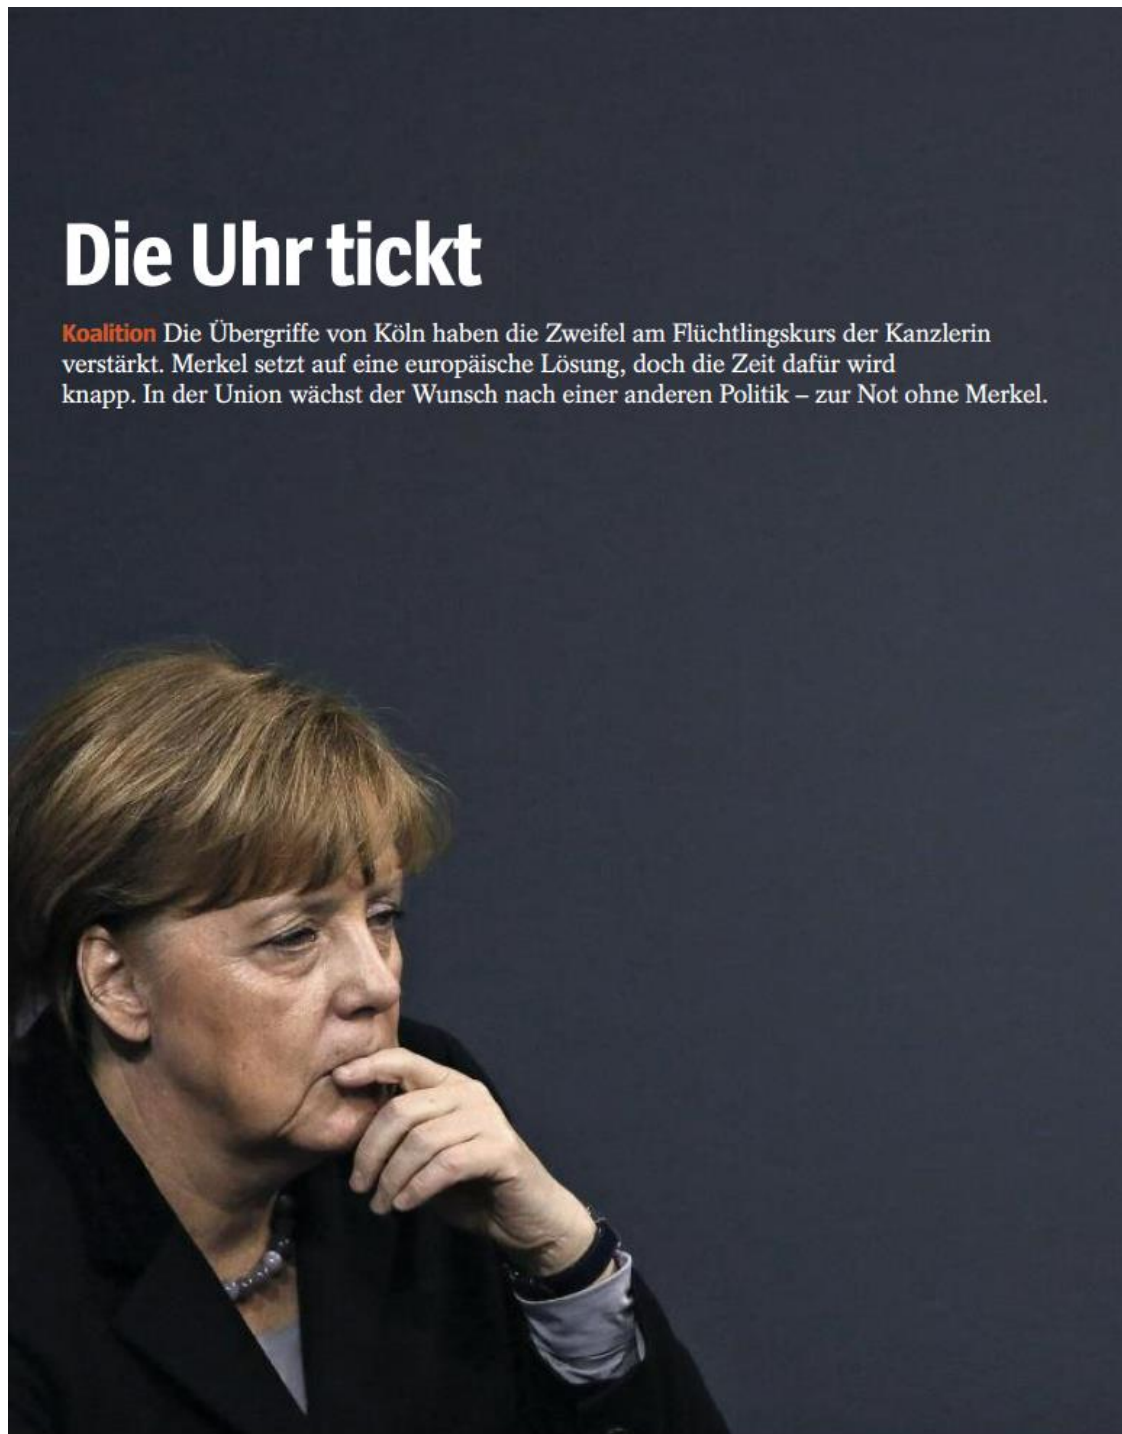 Die Uhr tickt
Koalition Die Übergriffe von Köln haben die Zweifel am Flüchtlingskurs der Kanzlerin
verstärkt. Merkel setzt auf eine europäische Lösung, doch die Zeit dafür wird
knapp. In der Union wächst der Wunsch nach einer anderen Politik – zur Not ohne Merkel.